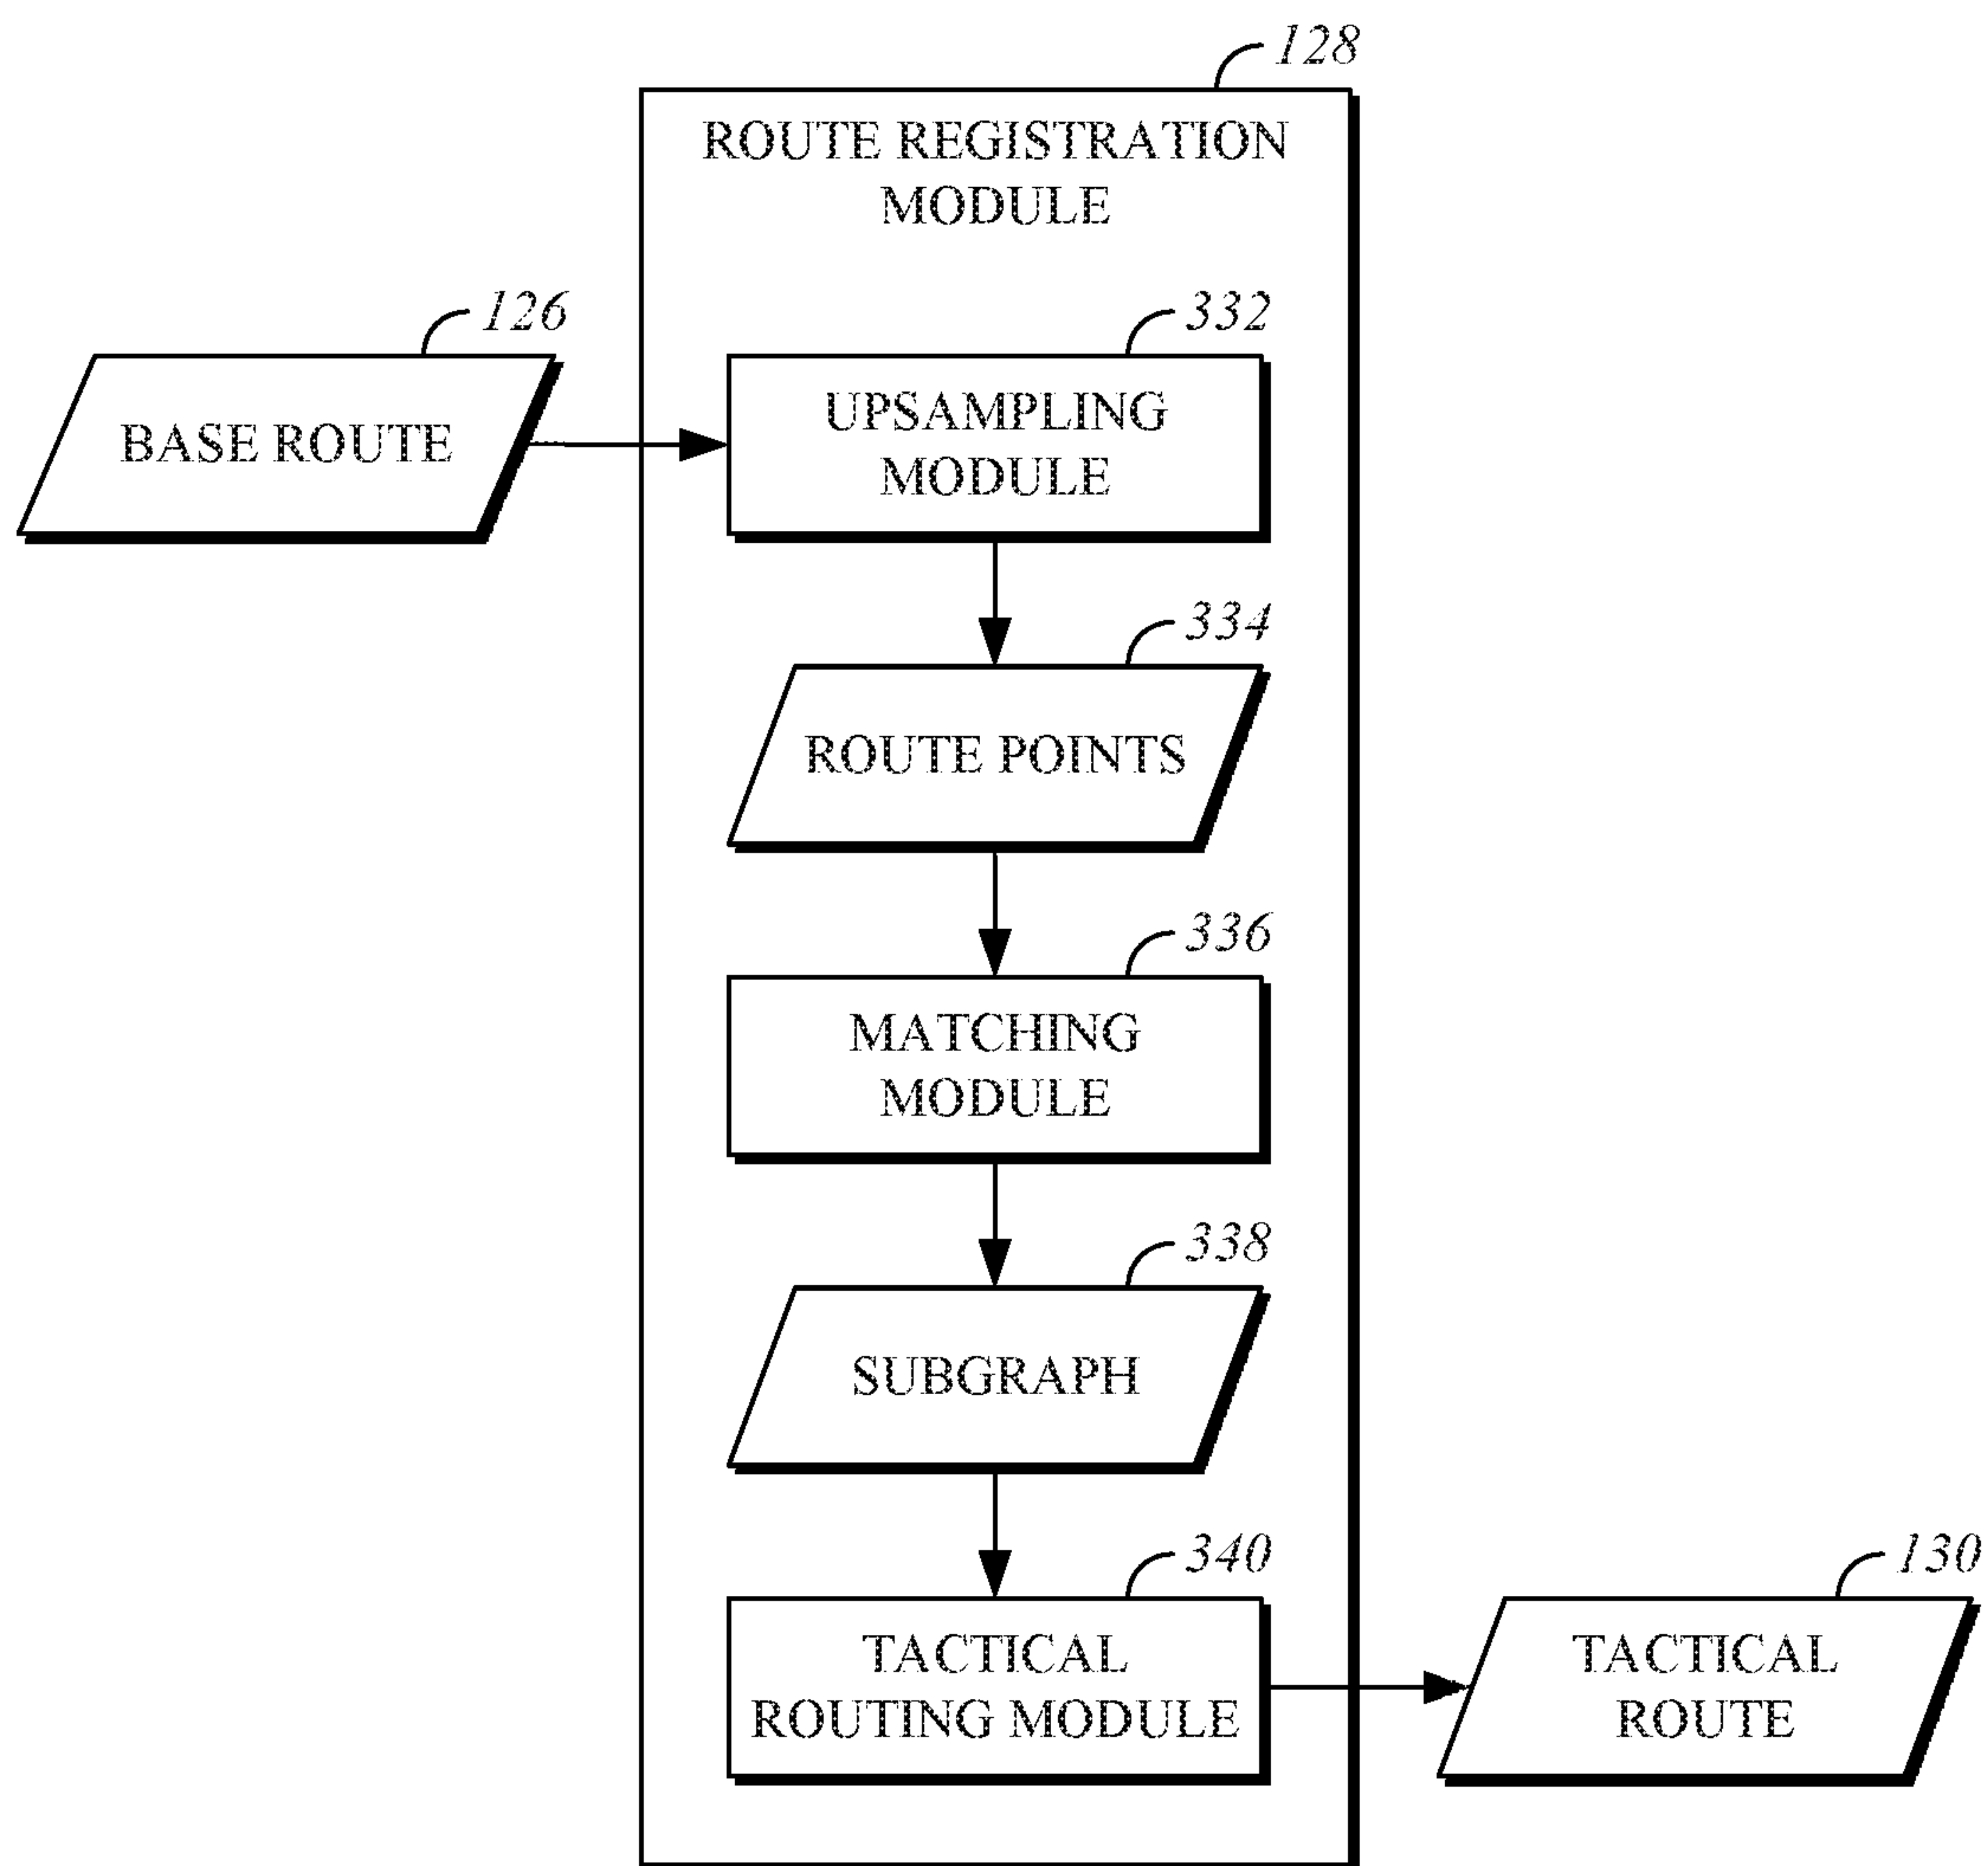 128
ROUTE REGISTRATION
MODULE
126
BASE ROUTE
332
UPSAMPLING
MODULE
334
ROUTE POINTS
336
MATCHING
MODULE
338
SUBGRAPH
340
TACTICAL
ROUTING MODULE
130
TACTICAL
ROUTE